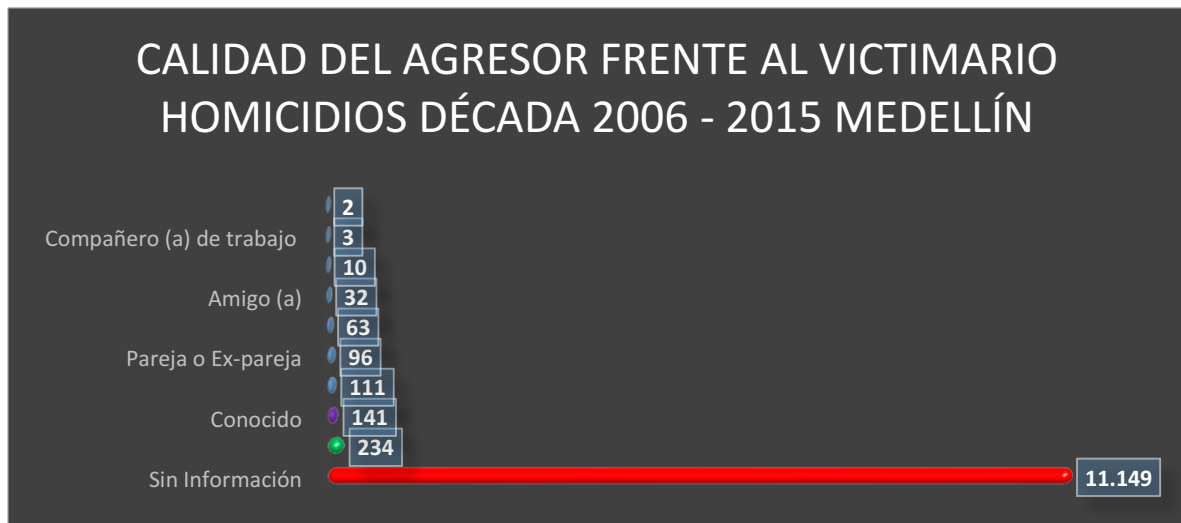 CALIDAD DEL AGRESOR FRENTE AL VICTIMARIO
HOMICIDIOS DÉCADA 2006 - 2015 MEDELLÍN
2
Compañero (a) de trabajo 3
10
Amigo (a) 32
63
Pareja o Ex-pareja 96
111
Conocido 141
234
Sin Información 11.149